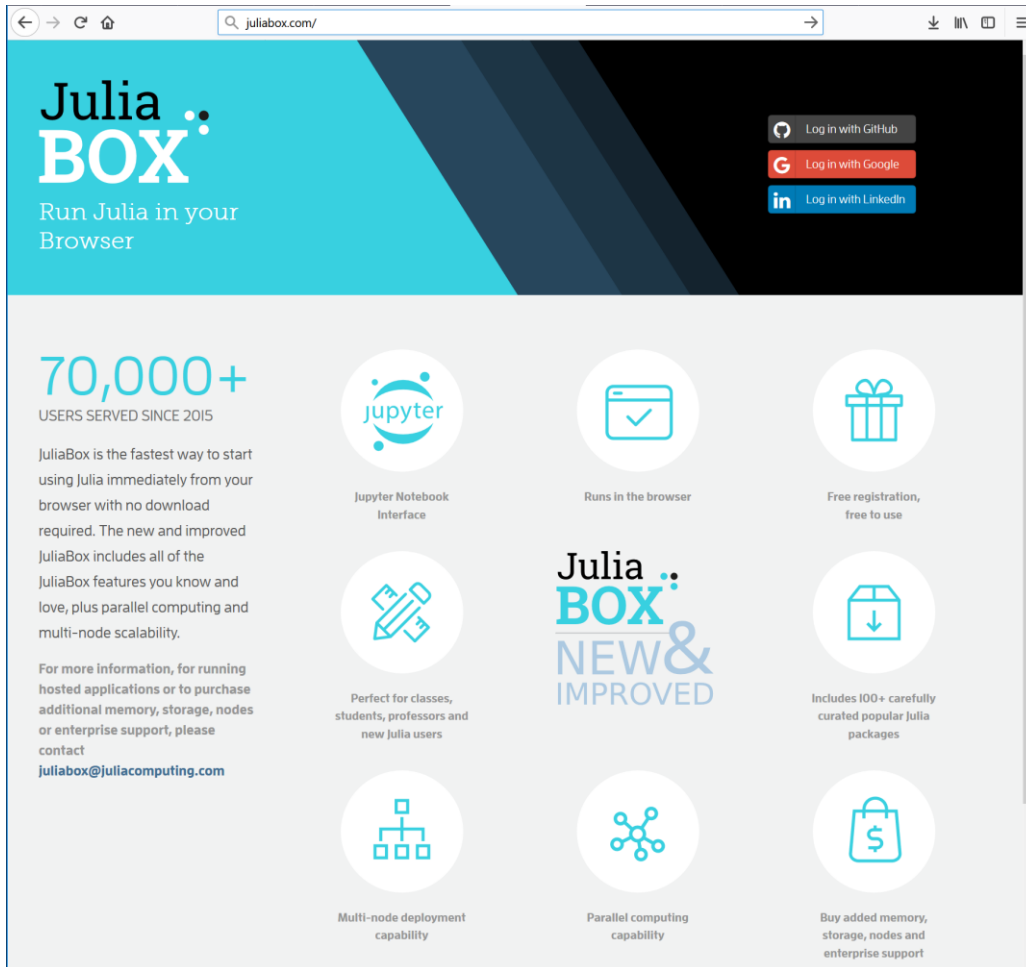 juliabox.com/
Julia
BOX
Run Julia in your
Browser
Log in with GitHub
Log in with Google
Log in with LinkedIn
70,000+
USERS SERVED SINCE 2015
JuliaBox is the fastest way to start
using Julia immediately from your
browser with no download
required. The new and improved
JuliaBox includes all of the
JuliaBox features you know and
love, plus parallel computing and
multi-node scalability.
For more information, for running
hosted applications or to purchase
additional memory, storage, nodes
or enterprise support, please
contact
juliabox@juliacomputing.com
jupyter
Jupyter Notebook
Interface
Runs in the browser
Free registration,
free to use
Perfect for classes,
students, professors and
new Julia users
Julia
BOX
NEW &
IMPROVED
Includes 100+ carefully
curated popular Julia
packages
Multi-node deployment
capability
Parallel computing
capability
$
Buy added memory,
storage, nodes and
enterprise support